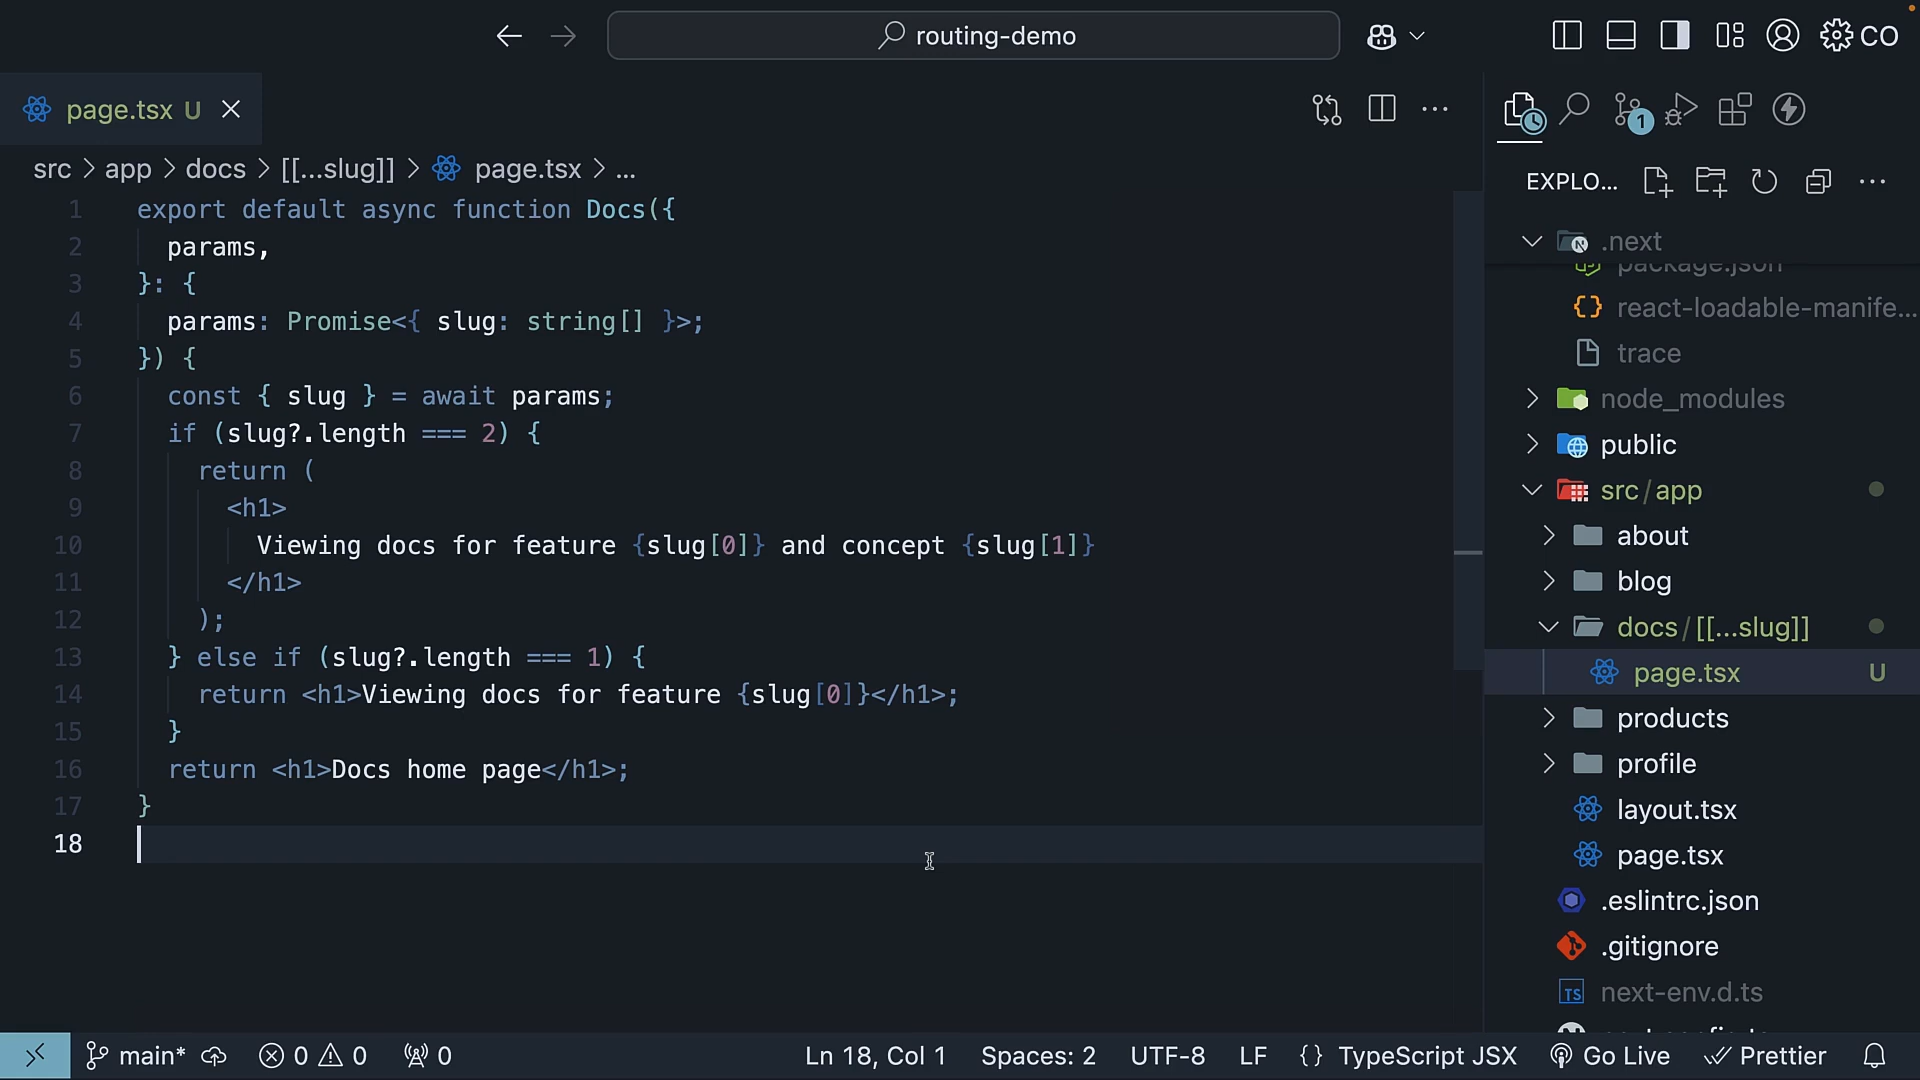 routing-demo
CO
page.tsx U
src > app > docs > [[...slug]] > page.tsx > ...
1 export default async function Docs({
2 params,
3 }: {
4 params: Promise<{ slug: string[] }>;
5 }) {
6 const { slug } = await params;
7 if (slug?.length === 2) {
8 return (
9 <h1>
10 Viewing docs for feature {slug[0]} and concept {slug[1]}
11 </h1>
12 );
13 } else if (slug?.length === 1) {
14 return <h1>Viewing docs for feature {slug[0]}</h1>;
15 }
16 return <h1>Docs home page</h1>;
17 }
18
1
EXPLO...
.next
package.json
react-loadable-manife...
trace
node_modules
public
src/app
about
blog
docs/[[...slug]]
page.tsx U
products
profile
layout.tsx
page.tsx
.eslintrc.json
.gitignore
next-env.d.ts
main* 0 0 0 Ln 18, Col 1 Spaces: 2 UTF-8 LF {} TypeScript JSX Go Live Prettier